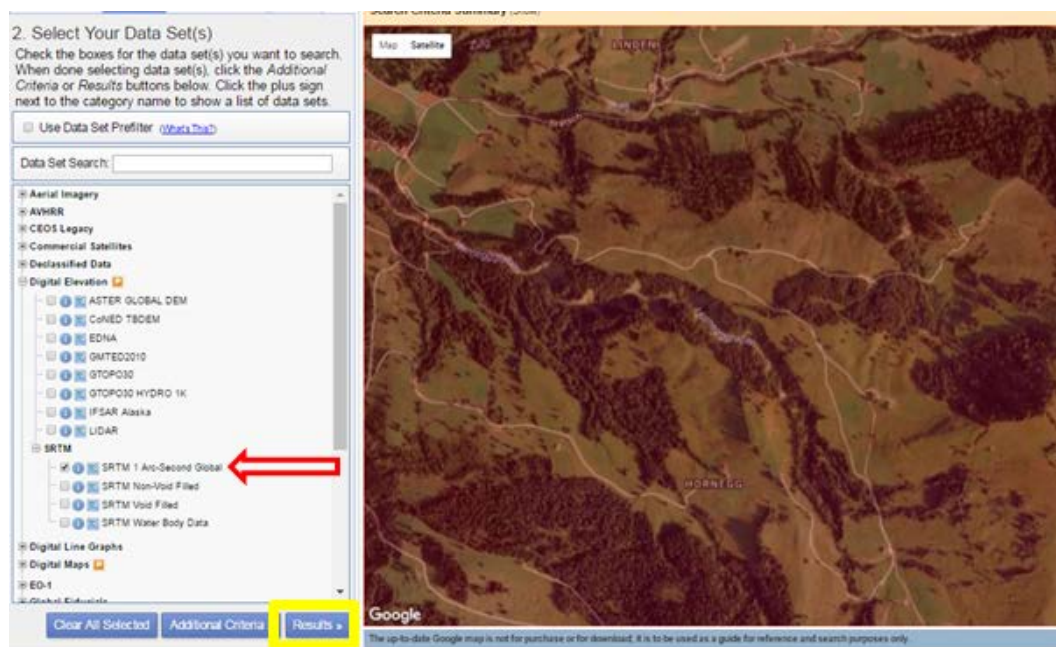 Search Criteria Summary (Show)
2. Select Your Data Set(s)
Check the boxes for the data set(s) you want to search.
When done selecting data set(s), click the Additional
Criteria or Results buttons below. Click the plus sign
next to the category name to show a list of data sets.
Use Data Set Prefilter (What's This?)
Data Set Search:
Aerial Imagery
AVHRR
CEOS Legacy
Commercial Satellites
Declassified Data
Digital Elevation
ASTER GLOBAL DEM
CoNED TBDEM
EDNA
GMTED2010
GTOPO30
GTOPO30 HYDRO 1K
IFSAR Alaska
LIDAR
SRTM
SRTM 1 Arc-Second Global
SRTM Non-Void Filled
SRTM Void Filled
SRTM Water Body Data
Digital Line Graphs
Digital Maps
EO-1
Global Fiducials
Clear All Selected Additional Criteria Results »
Map Satellite
LINDEN
HORNEGG
Google
The up-to-date Google map is not for purchase or for download; it is to be used as a guide for reference and search purposes only.